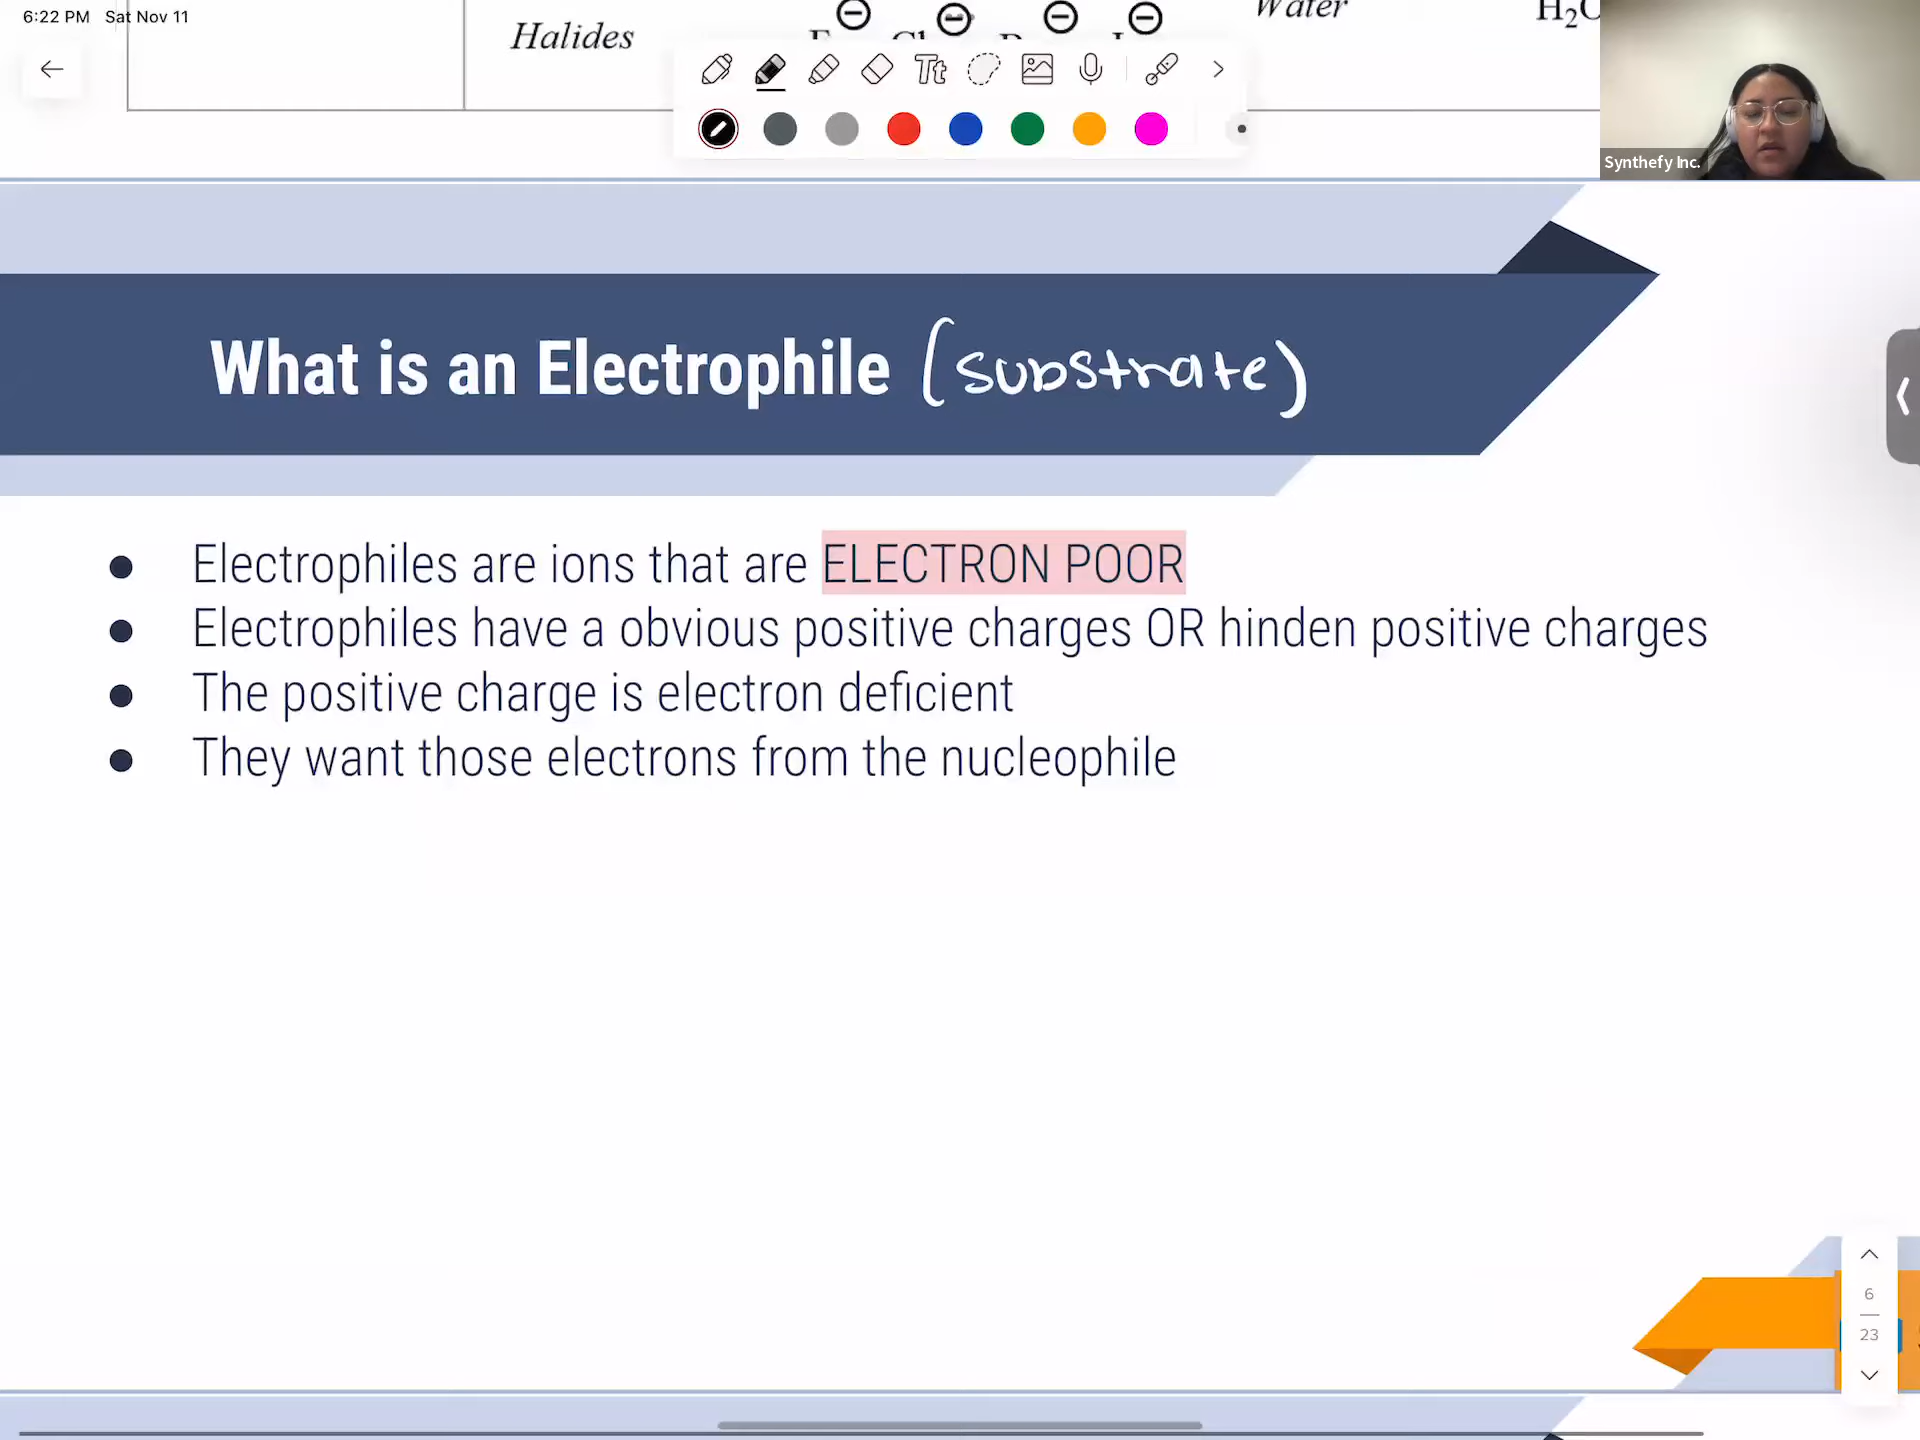 6:22 PM Sat Nov 11
Halides
Water
H₂O
Tt
Synthefy Inc.
What is an Electrophile (substrate)
● Electrophiles are ions that are ELECTRON POOR
● Electrophiles have a obvious positive charges OR hinden positive charges
● The positive charge is electron deficient
● They want those electrons from the nucleophile
6
23